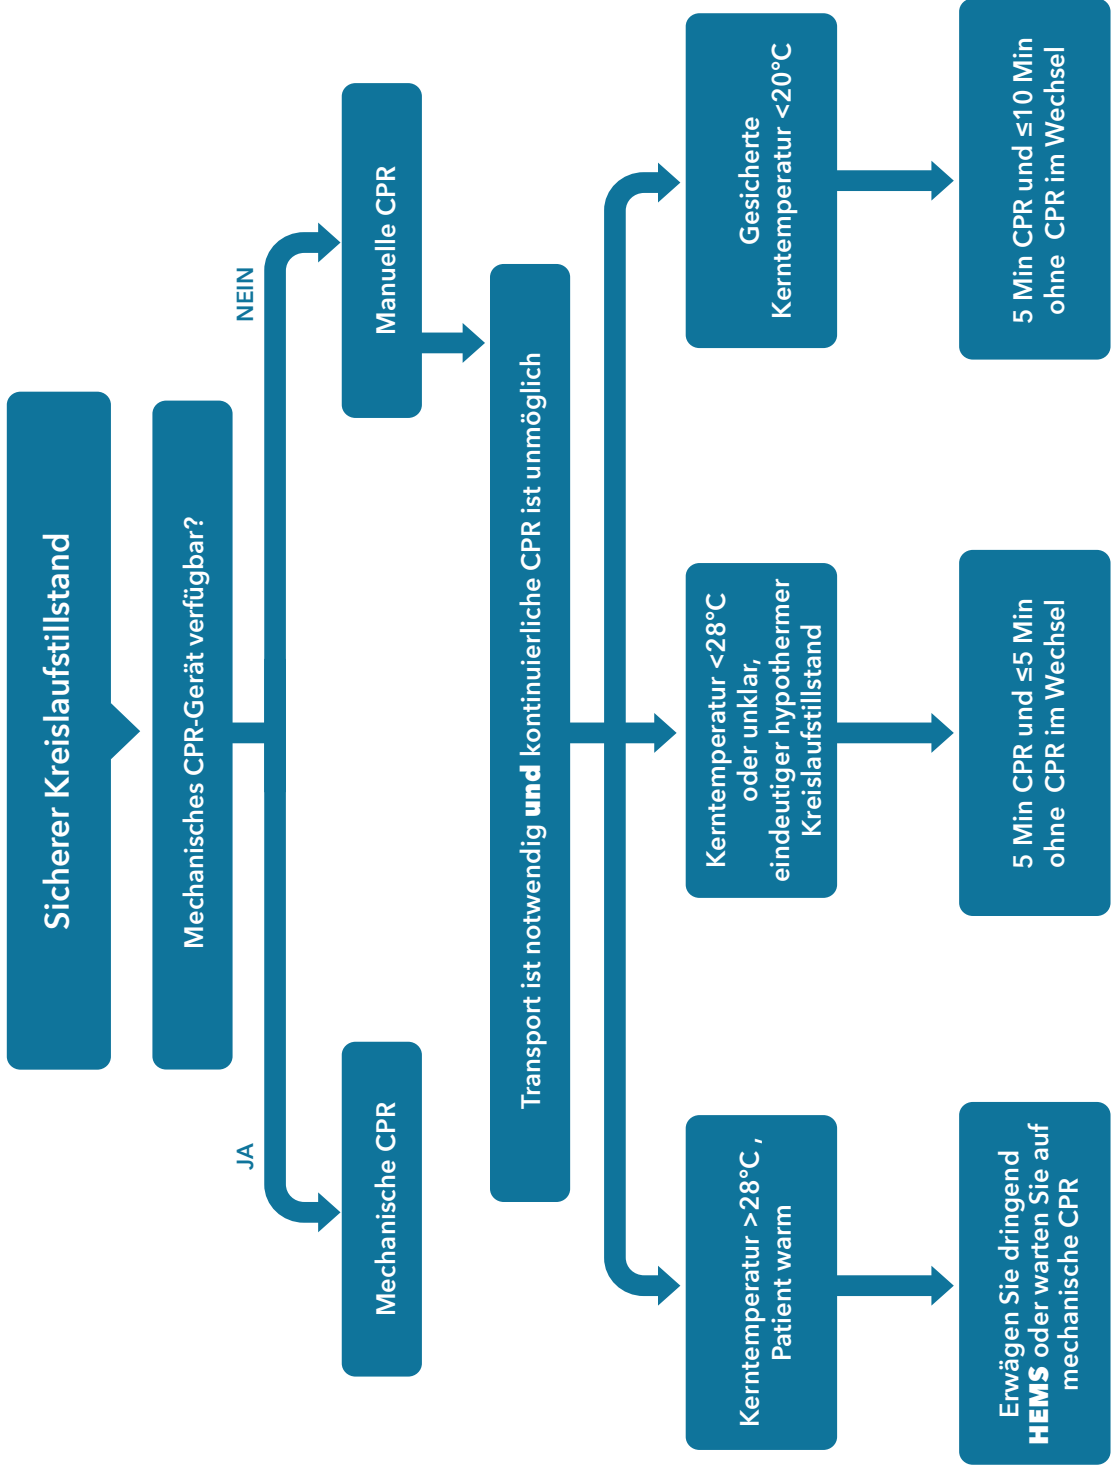 Sicherer Kreislaufstillstand
Mechanisches CPR-Gerät verfügbar?
JA
NEIN
Mechanische CPR
Manuelle CPR
Transport ist notwendig und kontinuierliche CPR ist unmöglich
Kerntemperatur >28°C ,
Patient warm
Kerntemperatur <28°C
oder unklar,
eindeutiger hypothermer
Kreislaufstillstand
Gesicherte
Kerntemperatur <20°C
Erwägen Sie dringend
HEMS oder warten Sie auf
mechanische CPR
5 Min CPR und ≤5 Min
ohne CPR im Wechsel
5 Min CPR und ≤10 Min
ohne CPR im Wechsel